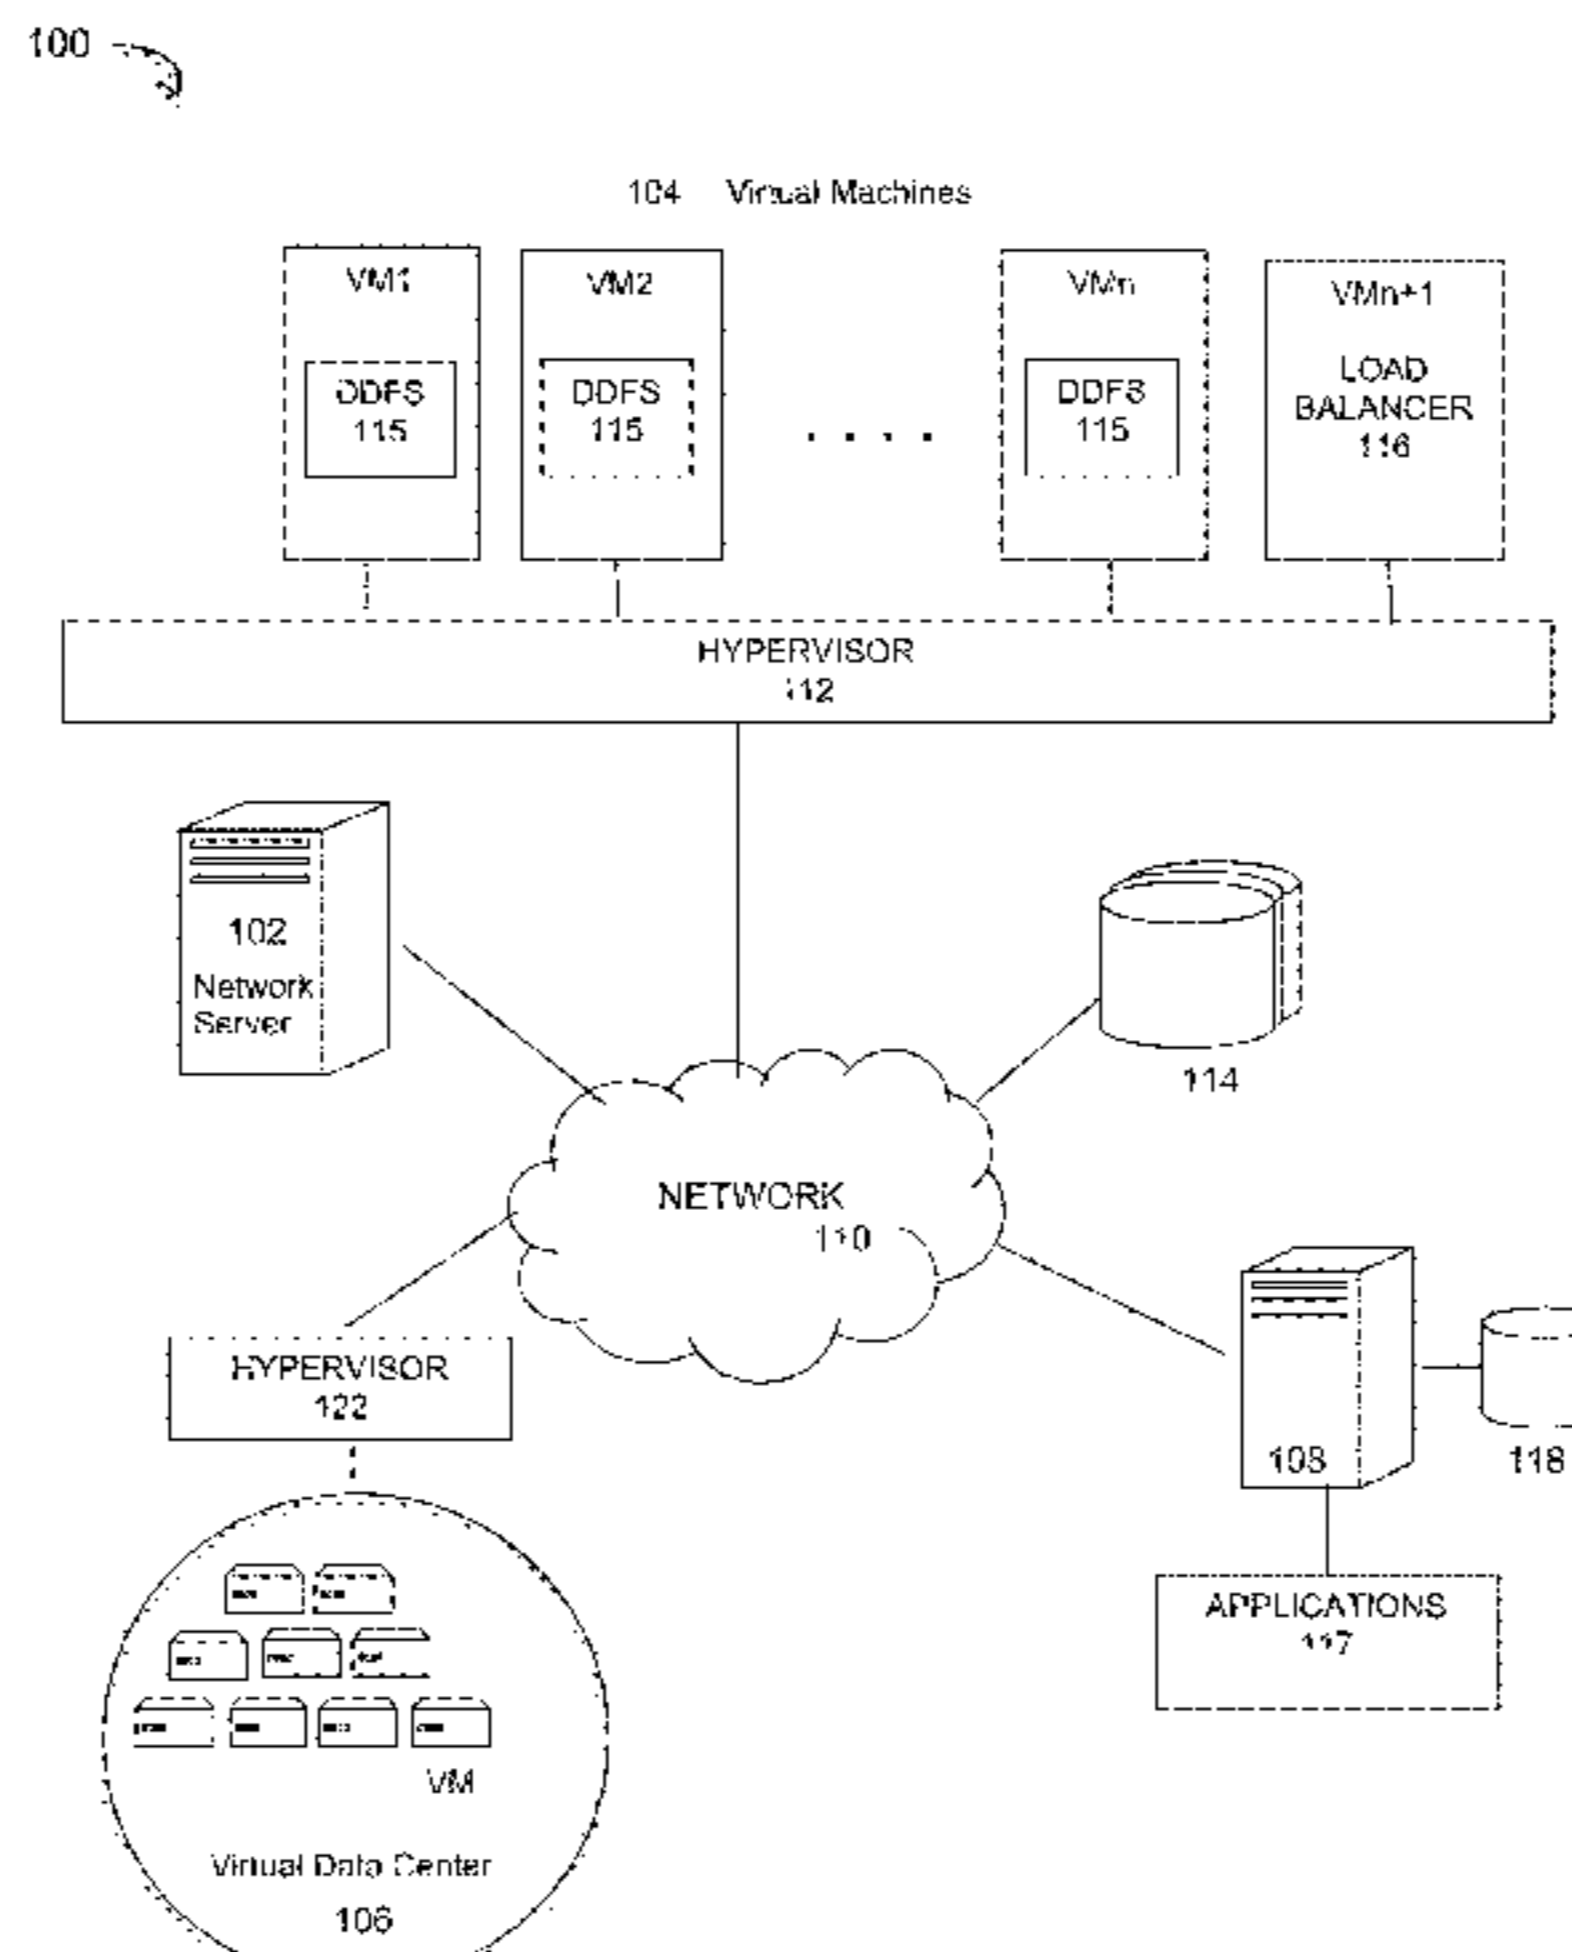 100
104 Virtual Machines
VM1
DDFS
115
VM2
DDFS
115
. . . .
VMn
DDFS
115
VMn+1
LOAD
BALANCER
116
HYPERVISOR
112
102
Network
Server
114
NETWORK
110
HYPERVISOR
122
108
118
APPLICATIONS
117
VM
Virtual Data Center
106